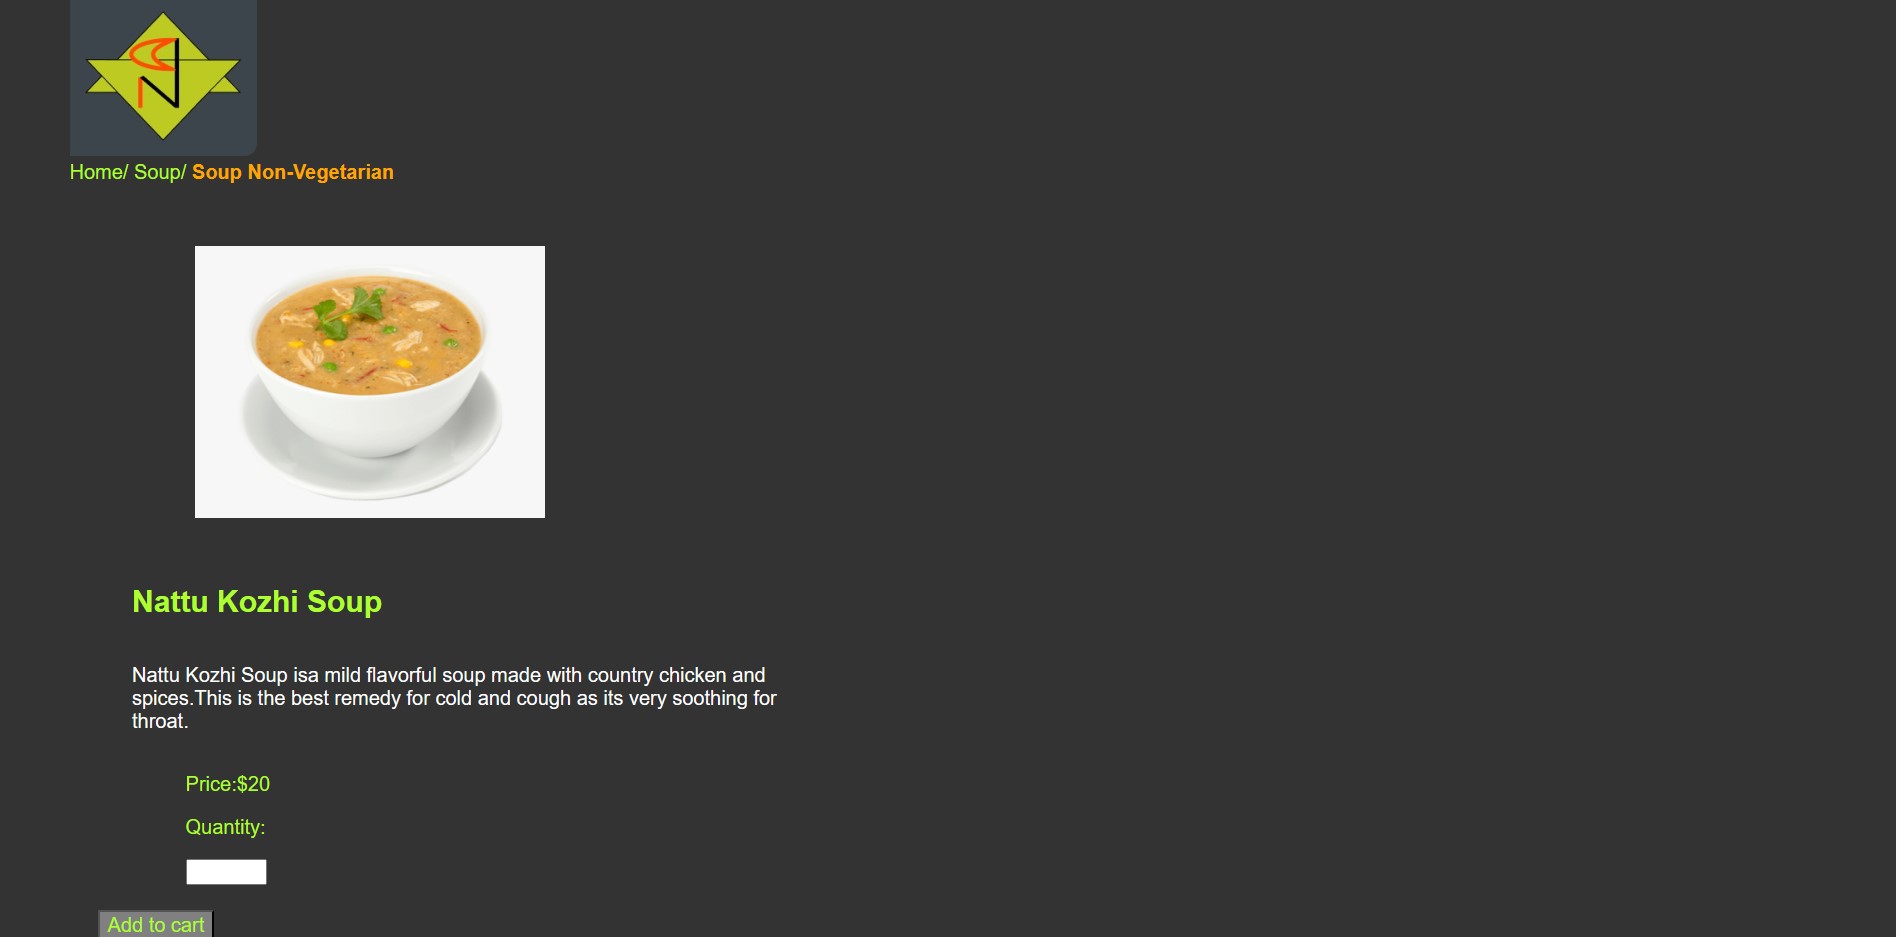 Home/ Soup/ Soup Non-Vegetarian
Nattu Kozhi Soup
Nattu Kozhi Soup isa mild flavorful soup made with country chicken and
spices.This is the best remedy for cold and cough as its very soothing for
throat.
Price:$20
Quantity:
Add to cart